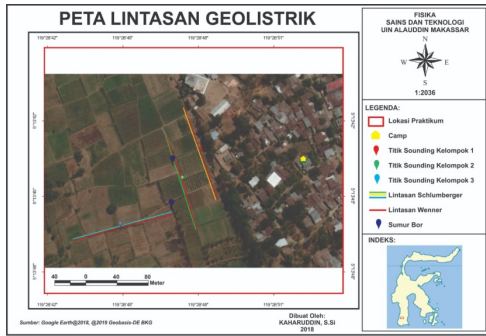 PETA LINTASAN GEOLISTRIK
FISIKA
SAINS DAN TEKNOLOGI
UIN ALAUDDIN MAKASSAR
N
W
E
S
1:2036
LEGENDA:
Lokasi Praktikum
Camp
Titik Sounding Kelompok 1
Titik Sounding Kelompok 2
Titik Sounding Kelompok 3
Lintasan Schlumberger
Lintasan Wenner
Sumur Bor
INDEKS:
40 0 40 80
Meter
Sumber: Google Earth@2018, @2019 Geobasis-DE BKG
Dibuat Oleh:
KAHARUDDIN, S.Si
2018